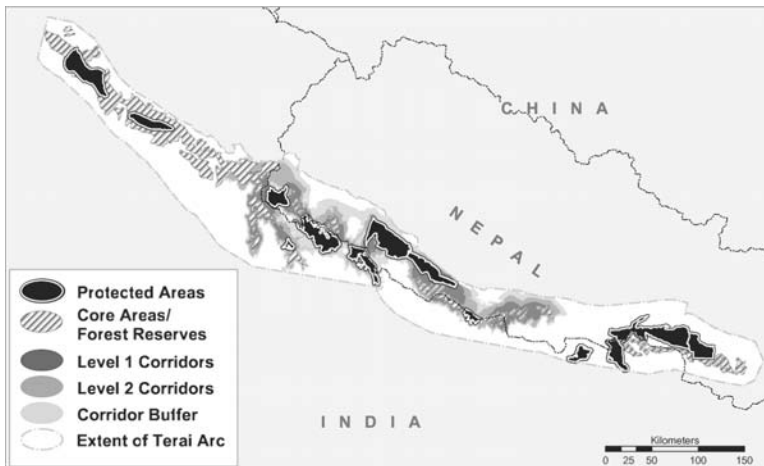 CHINA
NEPAL
Protected Areas
Core Areas/
Forest Reserves
Level 1 Corridors
Level 2 Corridors
Corridor Buffer
Extent of Terai Arc
INDIA
Kilometers
0 25 50 100 150